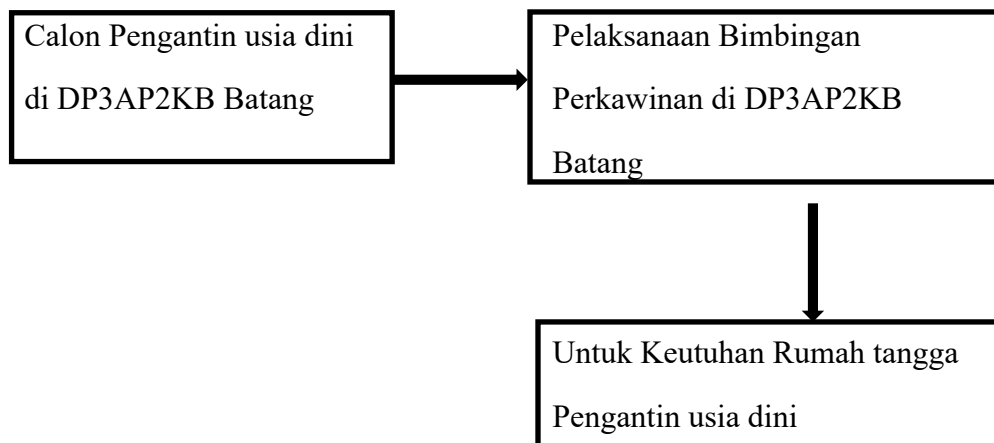 Calon Pengantin usia dini
di DP3AP2KB Batang
Pelaksanaan Bimbingan
Perkawinan di DP3AP2KB
Batang
Untuk Keutuhan Rumah tangga
Pengantin usia dini